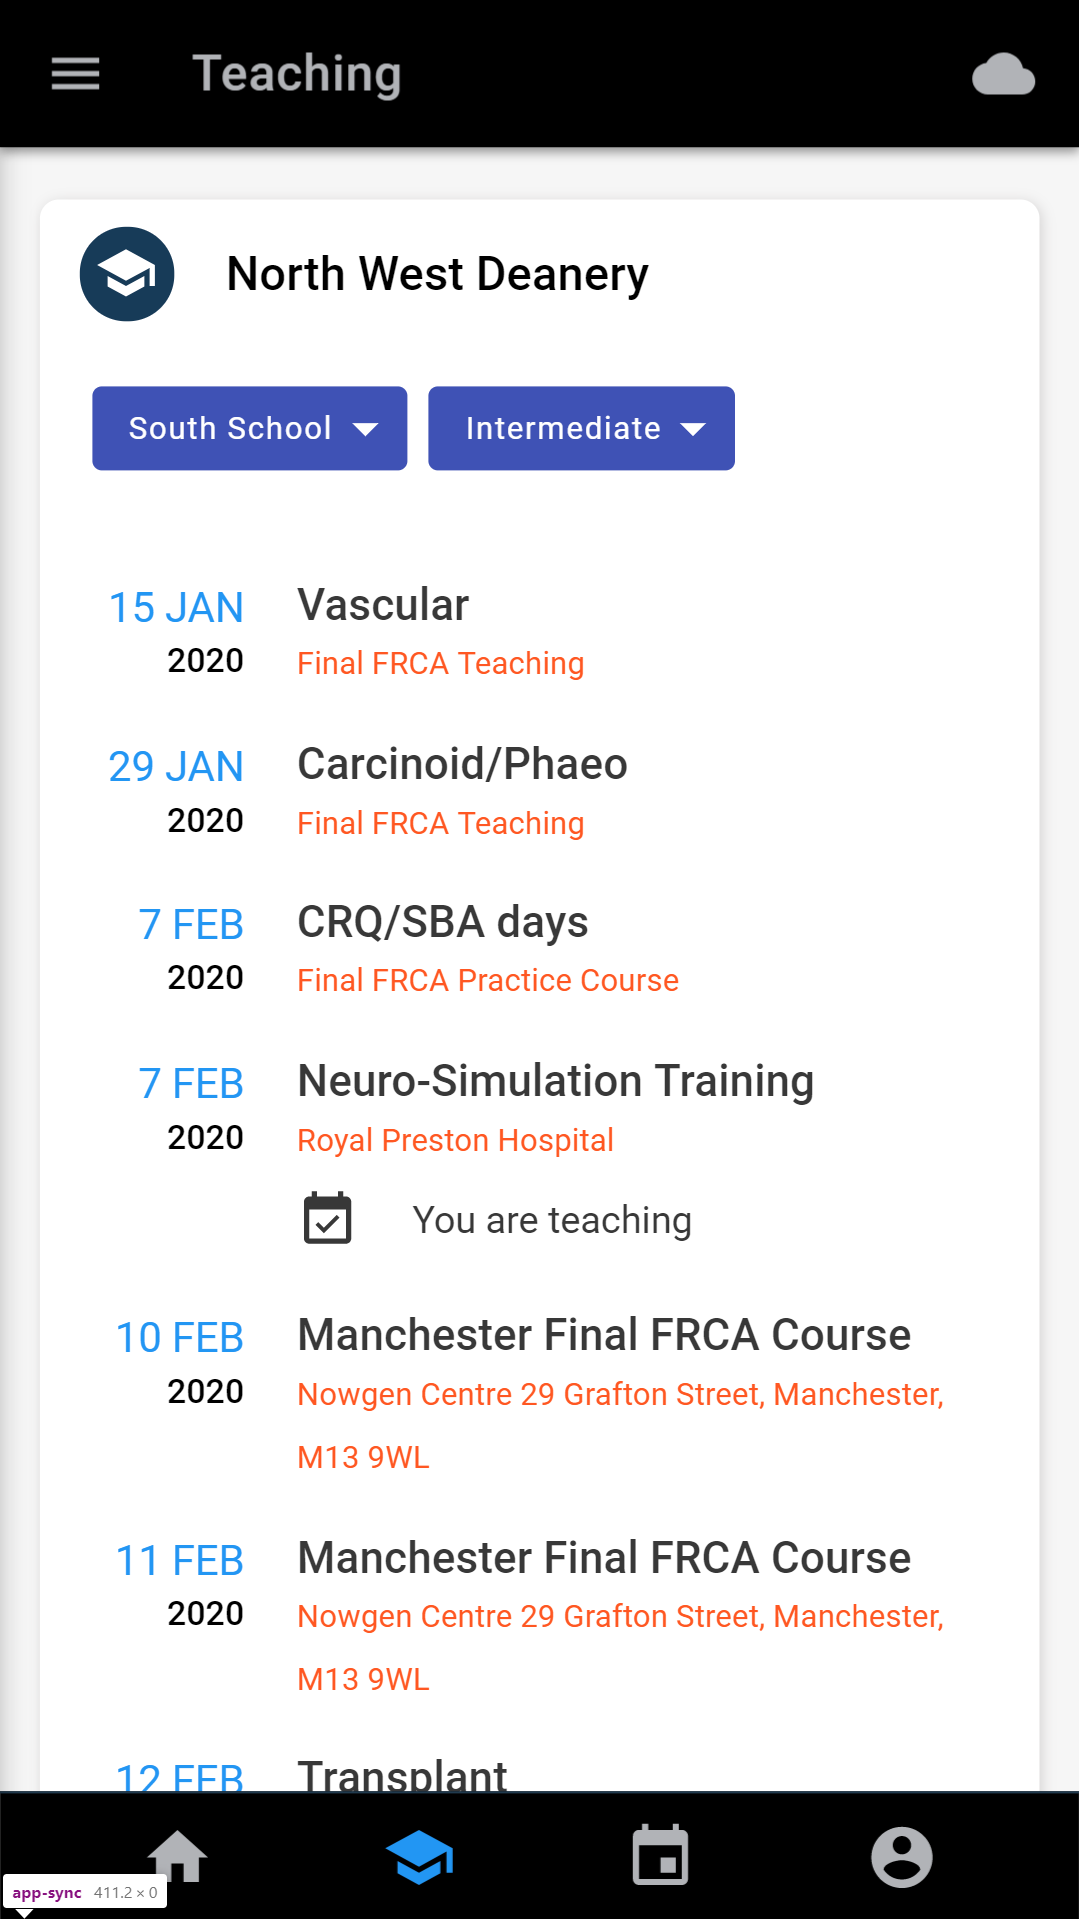 Teaching
North West Deanery
South School Intermediate
15 JAN Vascular
2020 Final FRCA Teaching
29 JAN Carcinoid/Phaeo
2020 Final FRCA Teaching
7 FEB CRQ/SBA days
2020 Final FRCA Practice Course
7 FEB Neuro-Simulation Training
2020 Royal Preston Hospital
You are teaching
10 FEB Manchester Final FRCA Course
2020 Nowgen Centre 29 Grafton Street, Manchester,
M13 9WL
11 FEB Manchester Final FRCA Course
2020 Nowgen Centre 29 Grafton Street, Manchester,
M13 9WL
12 FEB Transplant
app-sync 411.2 × 0